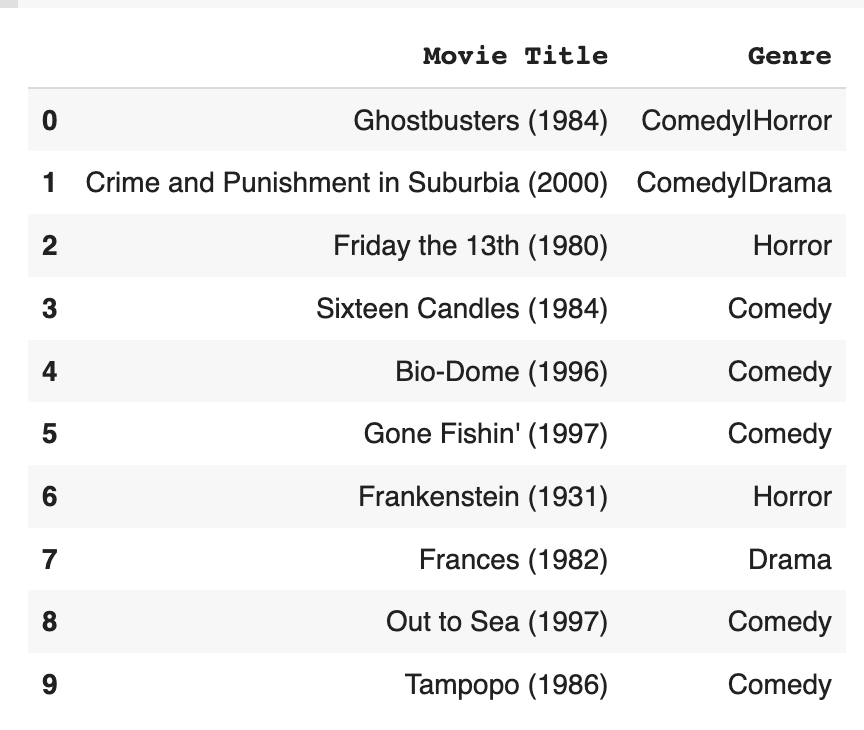 Movie Title Genre
0 Ghostbusters (1984) Comedy|Horror
1 Crime and Punishment in Suburbia (2000) Comedy|Drama
2 Friday the 13th (1980) Horror
3 Sixteen Candles (1984) Comedy
4 Bio-Dome (1996) Comedy
5 Gone Fishin' (1997) Comedy
6 Frankenstein (1931) Horror
7 Frances (1982) Drama
8 Out to Sea (1997) Comedy
9 Tampopo (1986) Comedy